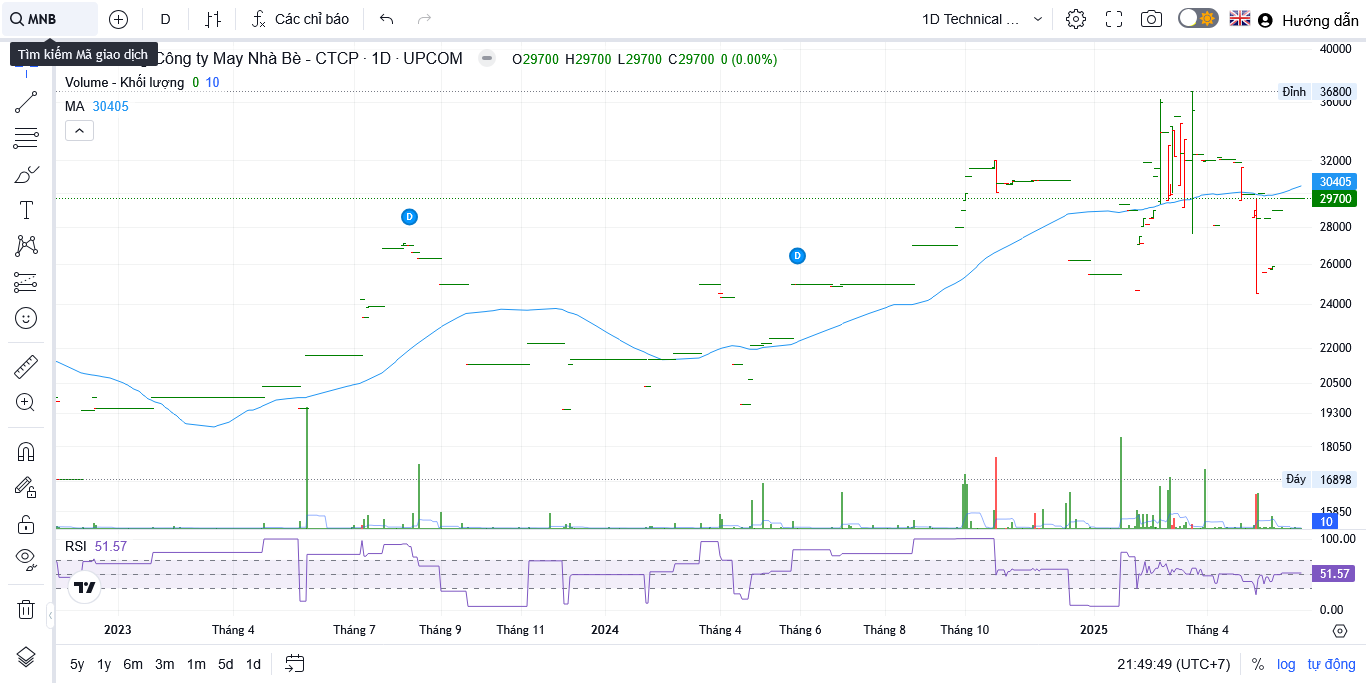 MNB D Các chỉ báo 1D Technical ... Hướng dẫn
Tìm kiếm Mã giao dịch
Công ty May Nhà Bè - CTCP · 1D · UPCOM O29700 H29700 L29700 C29700 0 (0.00%)
Volume - Khối lượng 0 10
MA 30405
40000
Đỉnh 36800
36000
32000
30405
29700
28000
26000
24000
22000
20500
19300
18050
Đáy 16898
15850
10
D
D
RSI 51.57
100.00
51.57
0.00
2023 Tháng 4 Tháng 7 Tháng 9 Tháng 11 2024 Tháng 4 Tháng 6 Tháng 8 Tháng 10 2025 Tháng 4
5y 1y 6m 3m 1m 5d 1d 21:49:49 (UTC+7) % log tự động